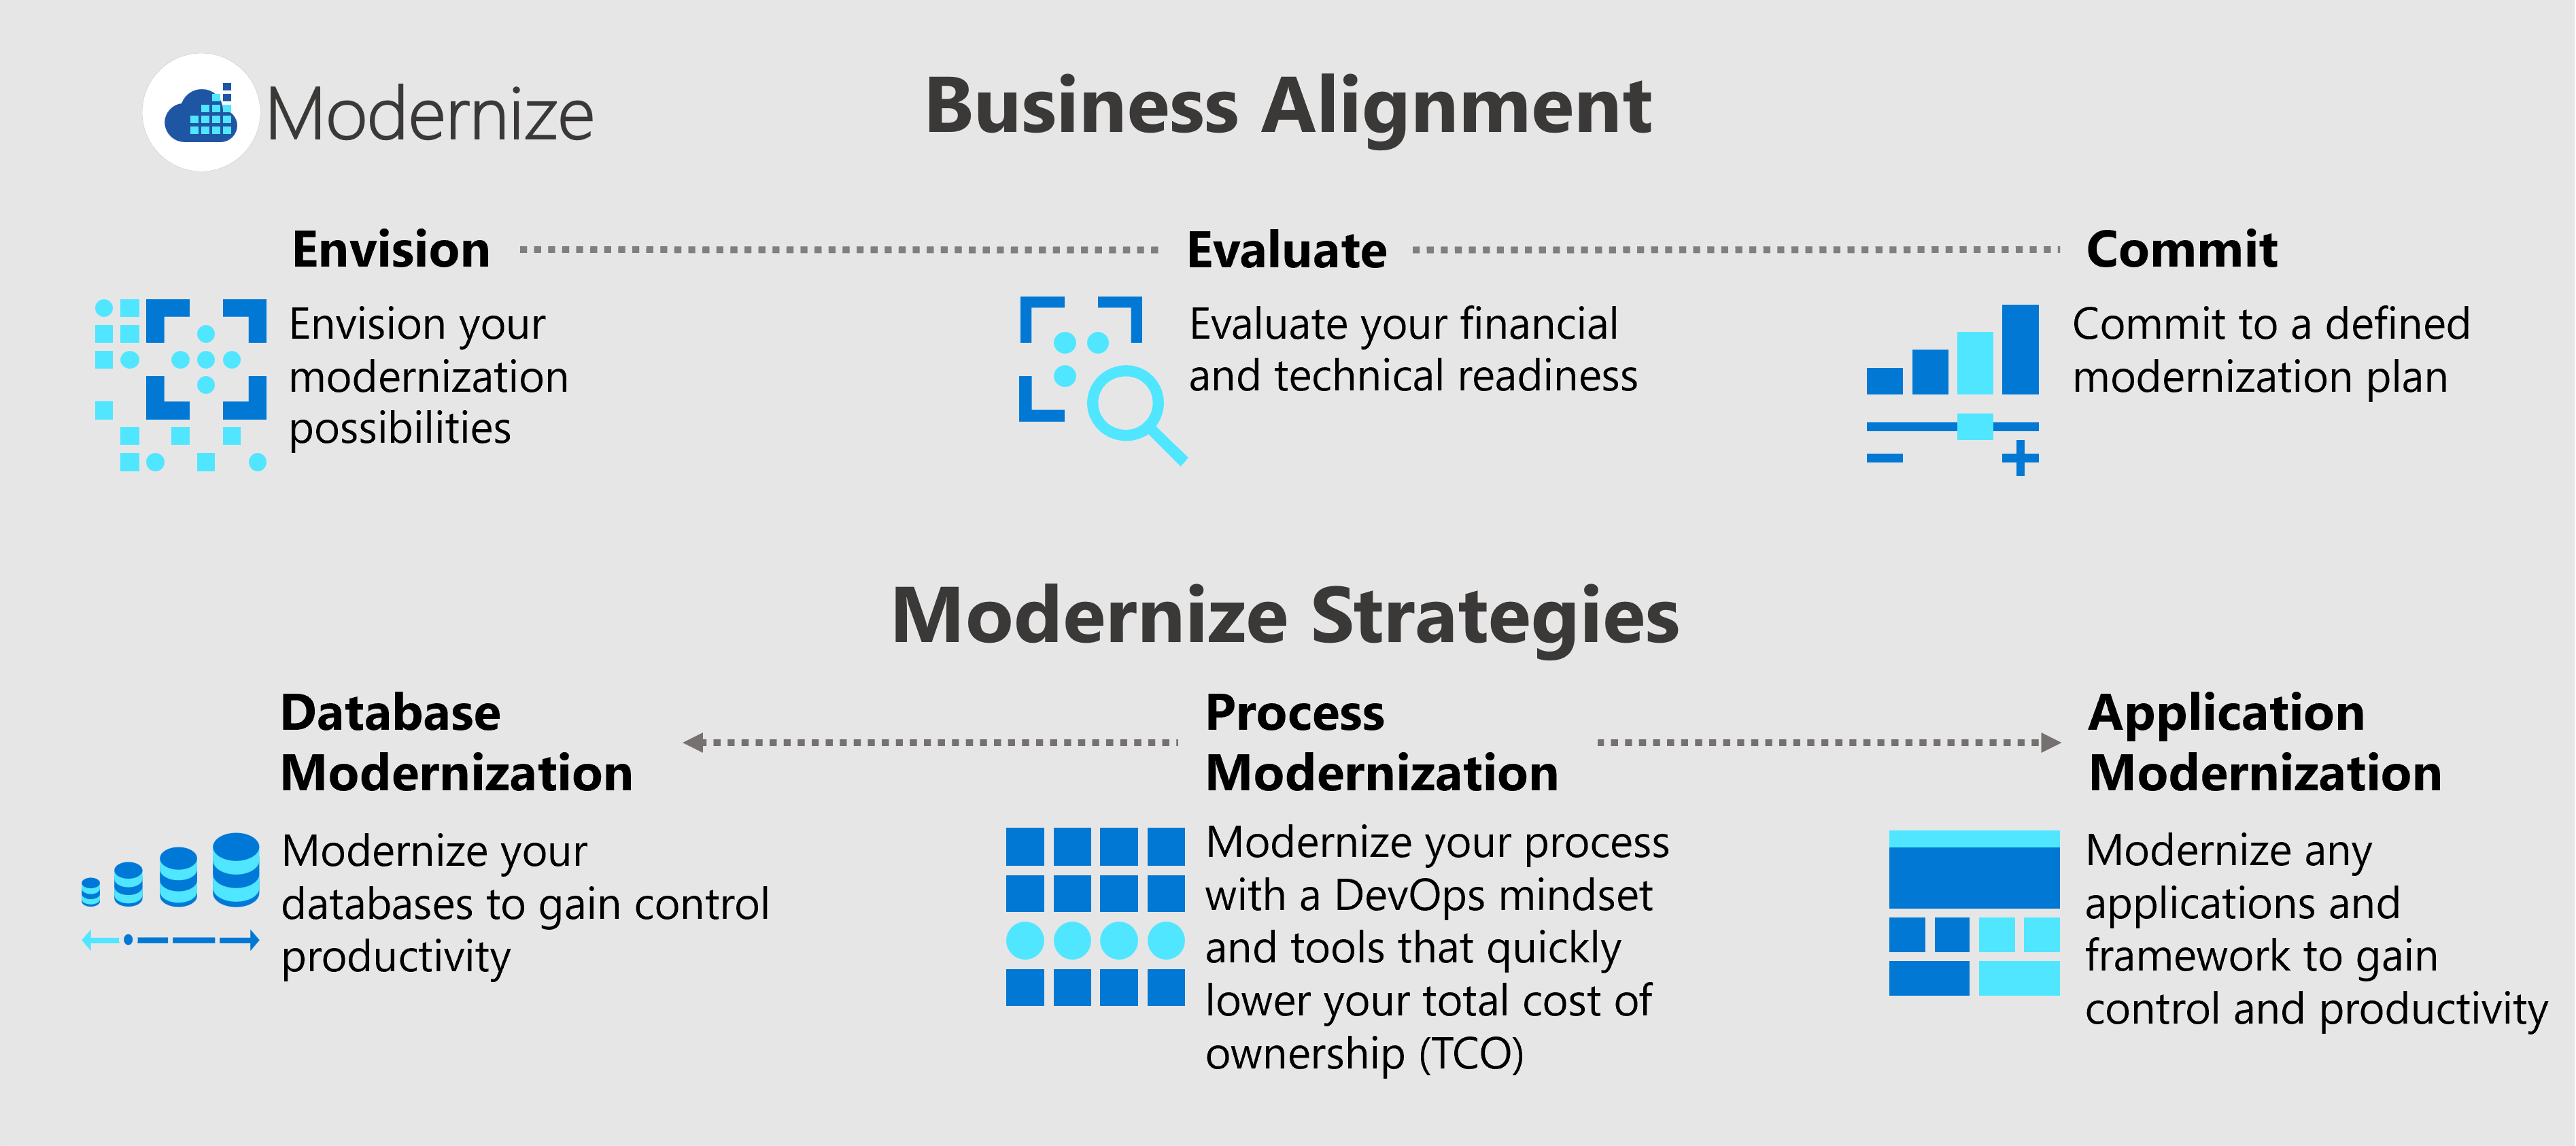 Modernize
Business Alignment
Envision
Envision your
modernization
possibilities
Evaluate
Evaluate your financial
and technical readiness
Commit
Commit to a defined
modernization plan
Modernize Strategies
Database
Modernization
Modernize your
databases to gain control
productivity
Process
Modernization
Modernize your process
with a DevOps mindset
and tools that quickly
lower your total cost of
ownership (TCO)
Application
Modernization
Modernize any
applications and
framework to gain
control and productivity